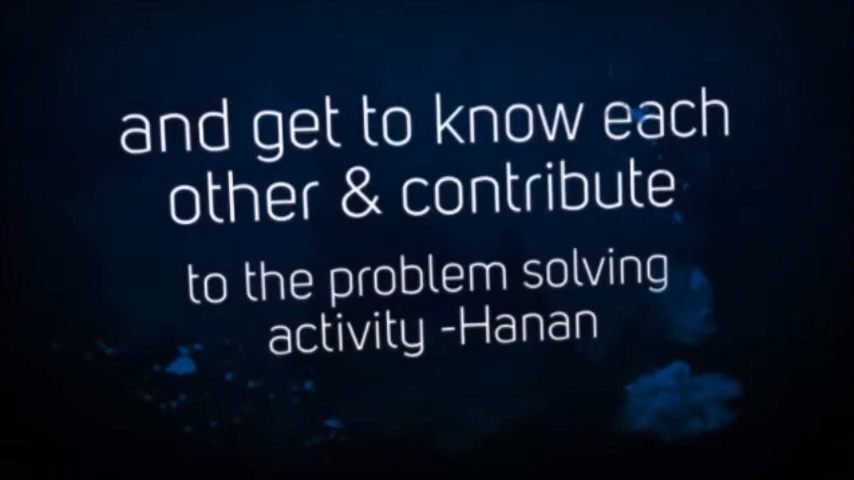 and get to know each
other & contribute
to the problem solving
activity -Hanan